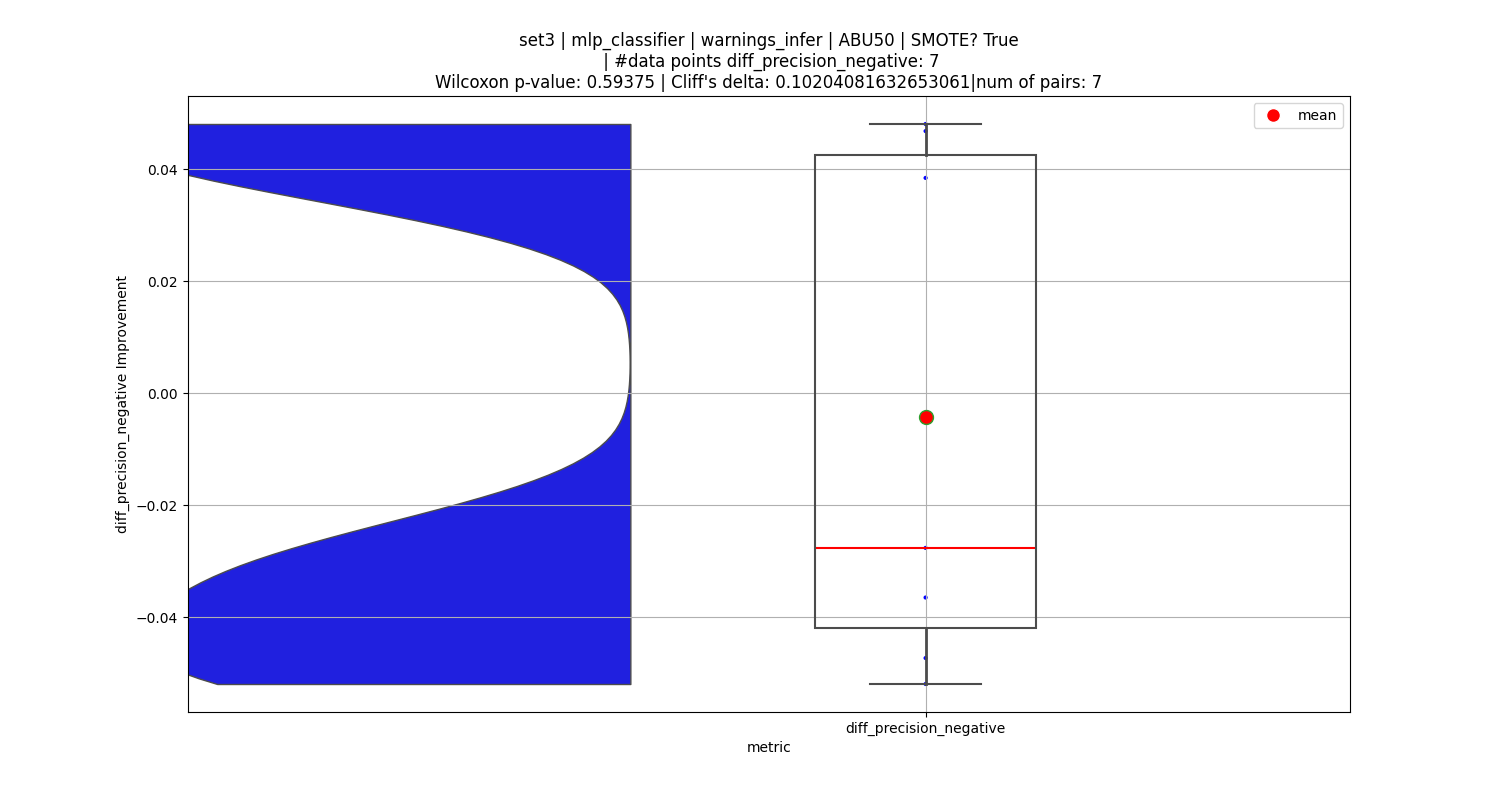 set3 | mlp_classifier | warnings_infer | ABU50 | SMOTE? True
| #data points diff_precision_negative: 7
Wilcoxon p-value: 0.59375 | Cliff's delta: 0.10204081632653061|num of pairs: 7
mean
0.04
0.02
0.00
−0.02
−0.04
diff_precision_negative Improvement
diff_precision_negative
metric